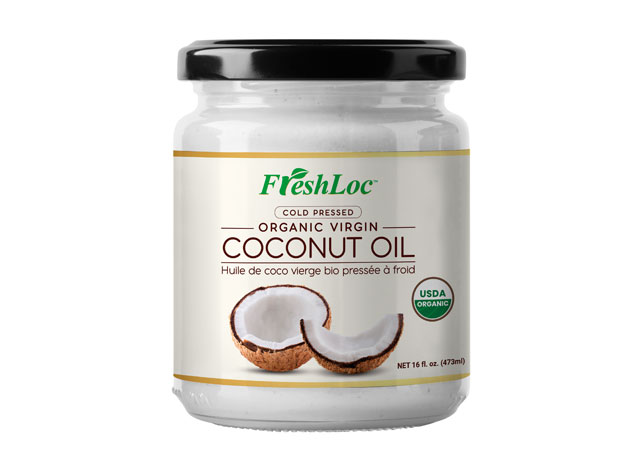 FreshLoc™
COLD PRESSED
ORGANIC VIRGIN
COCONUT OIL
Huile de coco vierge bio pressée à froid
USDA
ORGANIC
NET 16 fl. oz. (473ml)